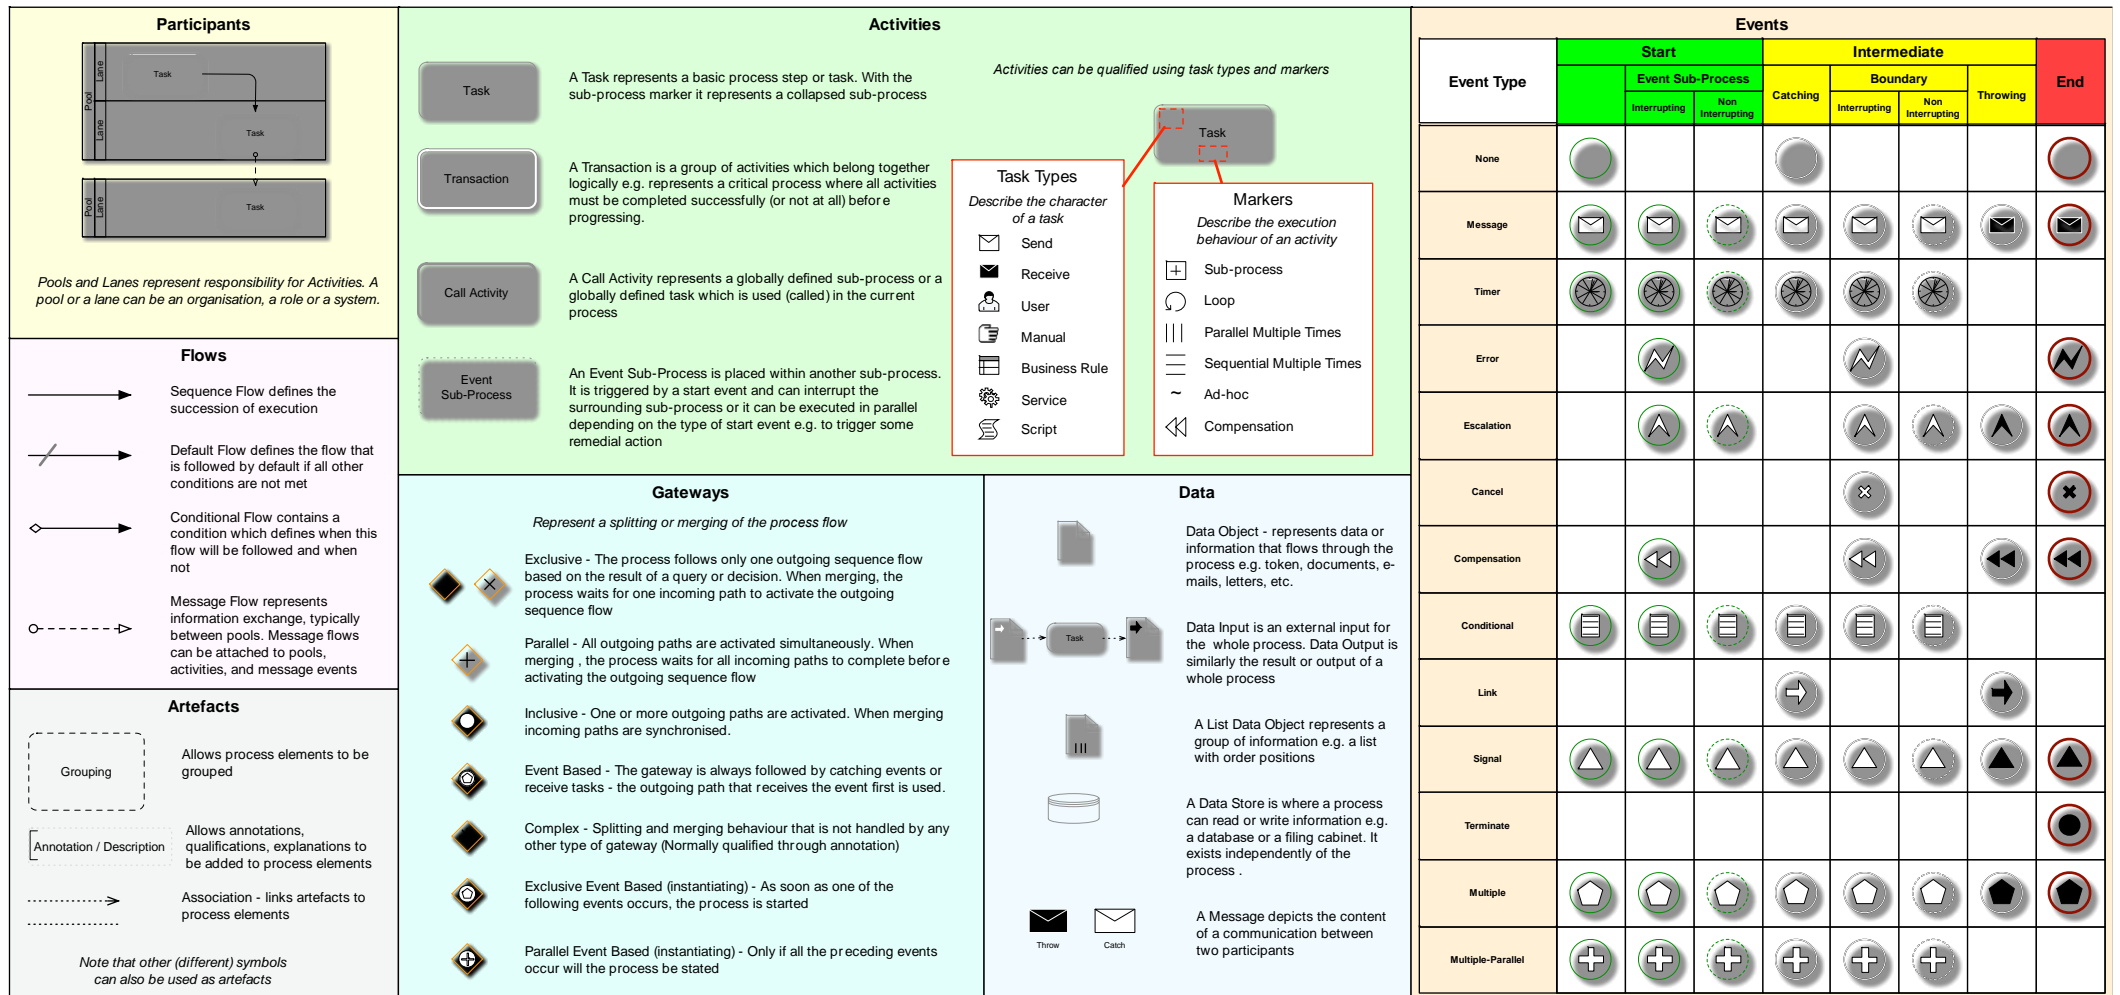 Participants
Pool
Lane
Task
Lane
Task
Pool
Lane
Task
Pools and Lanes represent responsibility for Activities. A
pool or a lane can be an organisation, a role or a system.
Flows
Sequence Flow defines the
succession of execution
Default Flow defines the flow that
is followed by default if all other
conditions are not met
Conditional Flow contains a
condition which defines when this
flow will be followed and when
not
Message Flow represents
information exchange, typically
between pools. Message flows
can be attached to pools,
activities, and message events
Artefacts
Grouping
Allows process elements to be
grouped
Annotation / Description
Allows annotations,
qualifications, explanations to
be added to process elements
Association - links artefacts to
process elements
Note that other (different) symbols
can also be used as artefacts
Activities
Task
A Task represents a basic process step or task. With the
sub-process marker it represents a collapsed sub-process
Transaction
A Transaction is a group of activities which belong together
logically e.g. represents a critical process where all activities
must be completed successfully (or not at all) before
progressing.
Call Activity
A Call Activity represents a globally defined sub-process or a
globally defined task which is used (called) in the current
process
Event
Sub-Process
An Event Sub-Process is placed within another sub-process.
It is triggered by a start event and can interrupt the
surrounding sub-process or it can be executed in parallel
depending on the type of start event e.g. to trigger some
remedial action
Activities can be qualified using task types and markers
Task
Task Types
Describe the character
of a task
Send
Receive
User
Manual
Business Rule
Service
Script
Markers
Describe the execution
behaviour of an activity
Sub-process
Loop
Parallel Multiple Times
Sequential Multiple Times
~ Ad-hoc
Compensation
Gateways
Represent a splitting or merging of the process flow
Exclusive - The process follows only one outgoing sequence flow
based on the result of a query or decision. When merging, the
process waits for one incoming path to activate the outgoing
sequence flow
Parallel - All outgoing paths are activated simultaneously. When
merging , the process waits for all incoming paths to complete before
activating the outgoing sequence flow
Inclusive - One or more outgoing paths are activated. When merging
incoming paths are synchronised.
Event Based - The gateway is always followed by catching events or
receive tasks - the outgoing path that receives the event first is used.
Complex - Splitting and merging behaviour that is not handled by any
other type of gateway (Normally qualified through annotation)
Exclusive Event Based (instantiating) - As soon as one of the
following events occurs, the process is started
Parallel Event Based (instantiating) - Only if all the preceding events
occur will the process be stated
Data
Data Object - represents data or
information that flows through the
process e.g. token, documents, e-
mails, letters, etc.
Task
Data Input is an external input for
the whole process. Data Output is
similarly the result or output of a
whole process
A List Data Object represents a
group of information e.g. a list
with order positions
A Data Store is where a process
can read or write information e.g.
a database or a filing cabinet. It
exists independently of the
process .
Throw
Catch
A Message depicts the content
of a communication between
two participants
Events
Event Type
Start
Intermediate
End
Event Sub-Process
Catching
Boundary
Throwing
Interrupting
Non
Interrupting
Interrupting
Non
Interrupting
None
Message
Timer
Error
Escalation
Cancel
Compensation
Conditional
Link
Signal
Terminate
Multiple
Multiple-Parallel